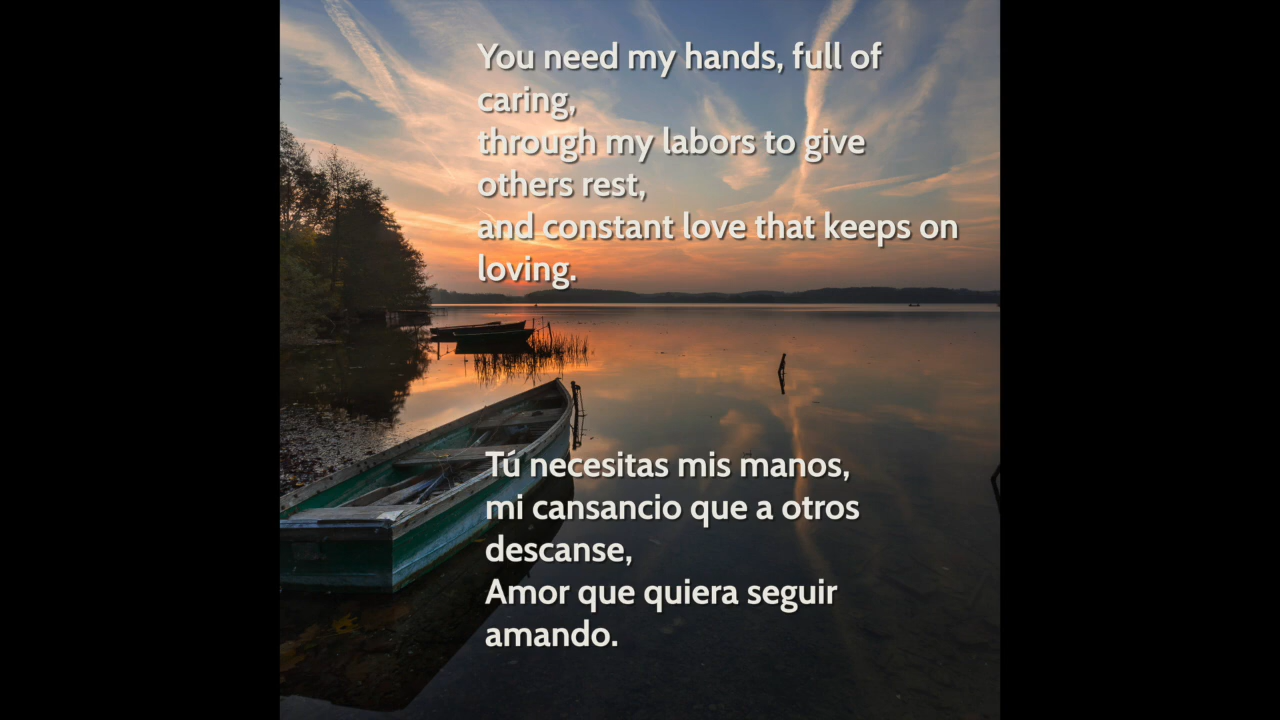 You need my hands, full of
caring,
through my labors to give
others rest,
and constant love that keeps on
loving.
Tú necesitas mis manos,
mi cansancio que a otros
descanse,
Amor que quiera seguir
amando.